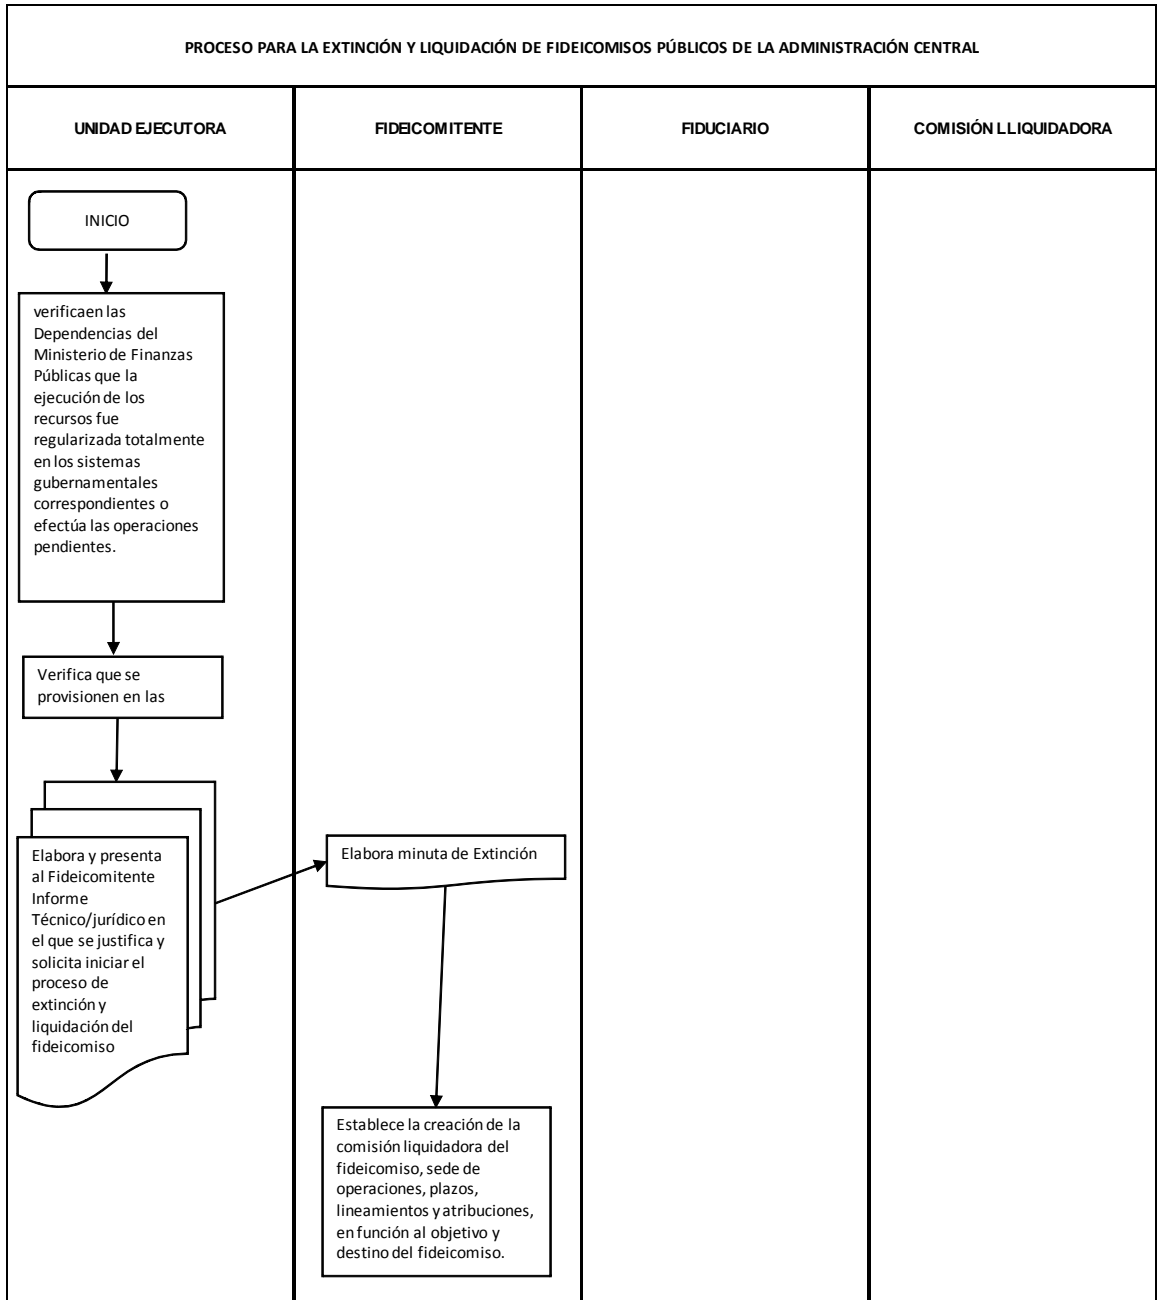 PROCESO PARA LA EXTINCIÓN Y LIQUIDACIÓN DE FIDEICOMISOS PÚBLICOS DE LA ADMINISTRACIÓN CENTRAL
UNIDAD EJECUTORA
FIDEICOMITENTE
FIDUCIARIO
COMISIÓN LLIQUIDADORA
INICIO
verificaen las
Dependencias del
Ministerio de Finanzas
Públicas que la
ejecución de los
recursos fue
regularizada totalmente
en los sistemas
gubernamentales
correspondientes o
efectúa las operaciones
pendientes.
Verifica que se
provisionen en las
Elabora y presenta
al Fideicomitente
Informe
Técnico/jurídico en
el que se justifica y
solicita iniciar el
proceso de
extinción y
liquidación del
fideicomiso
Elabora minuta de Extinción
Establece la creación de la
comisión liquidadora del
fideicomiso, sede de
operaciones, plazos,
lineamientos y atribuciones,
en función al objetivo y
destino del fideicomiso.